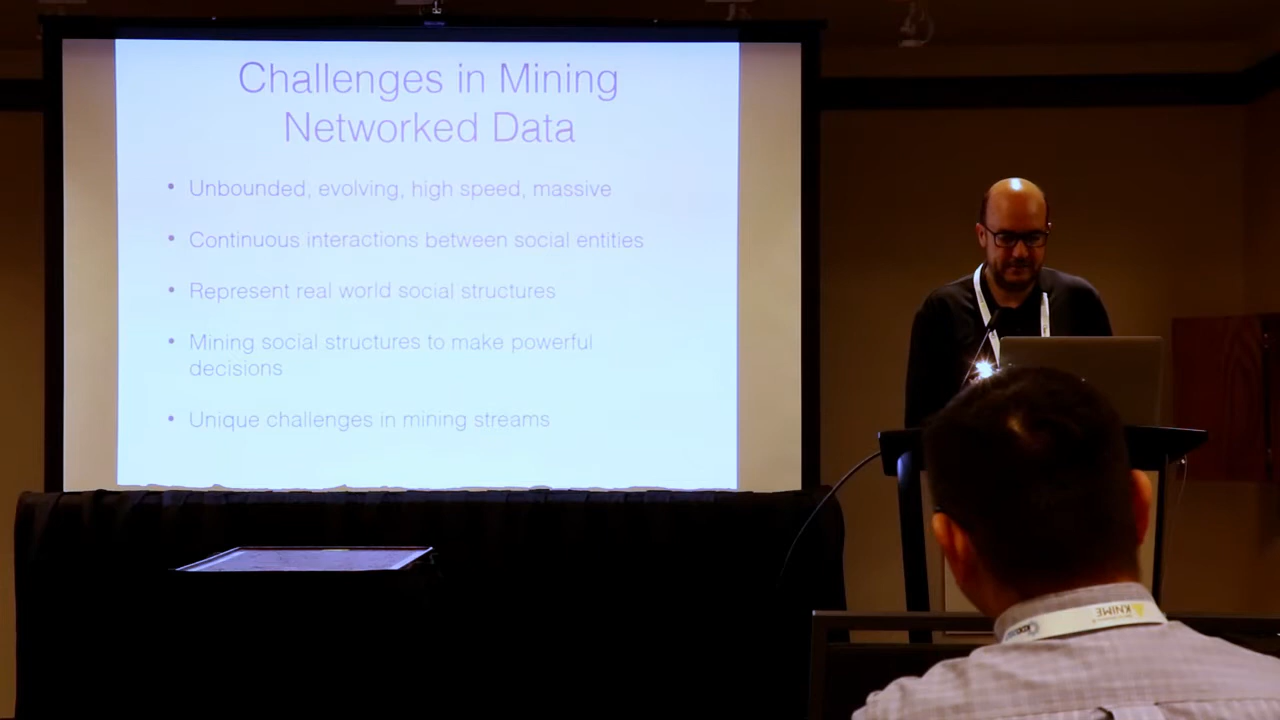 Challenges in Mining
Networked Data
• Unbounded, evolving, high speed, massive
• Continuous interactions between social entities
• Represent real world social structures
• Mining social structures to make powerful
decisions
• Unique challenges in mining streams
KNIME